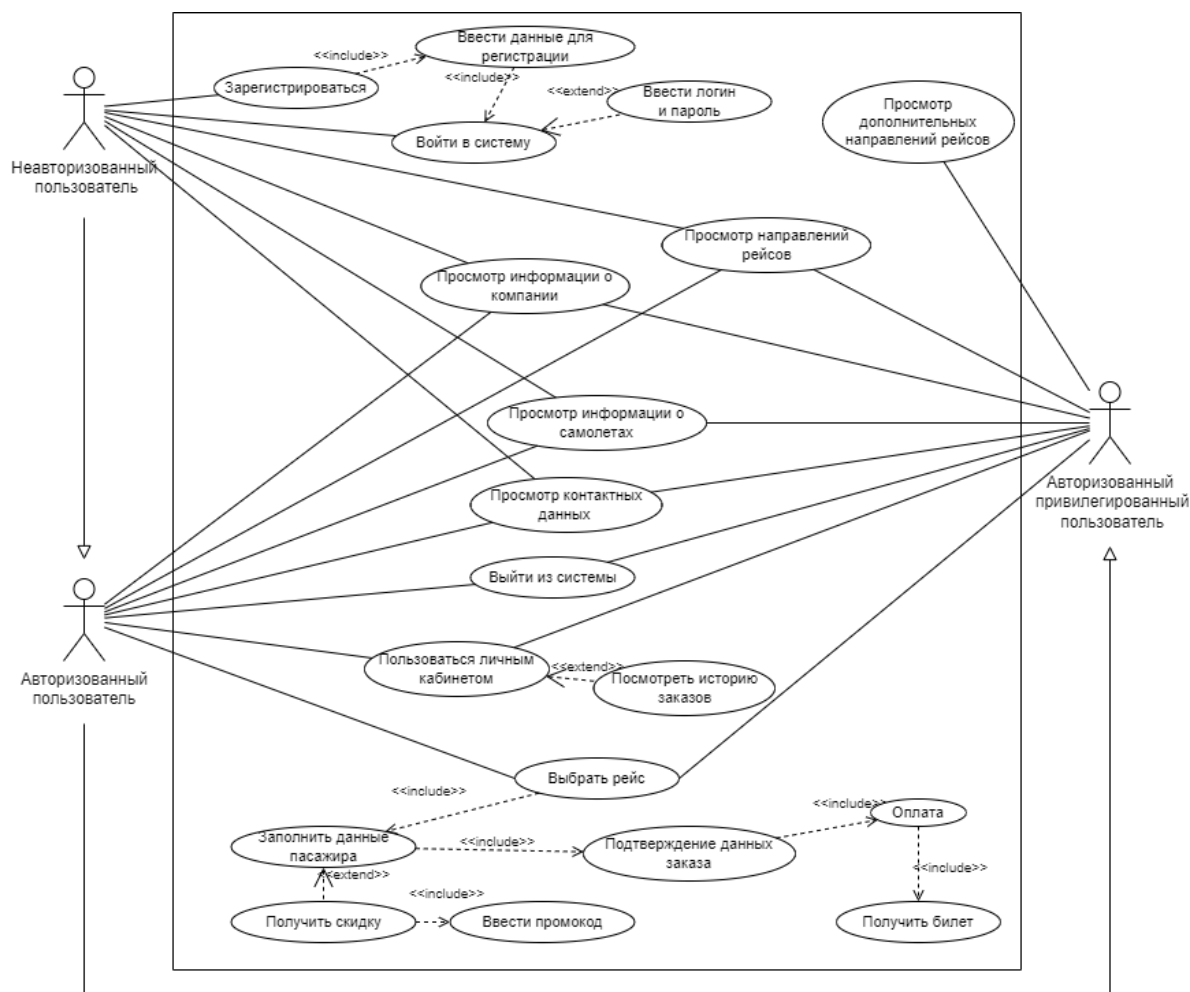 Ввести данные для
регистрации
<<include>>
Зарегистрироваться
<<include>>
<<extend>>
Ввести логин
и пароль
Войти в систему
Просмотр
дополнительных
направлений рейсов
Неавторизованный
пользователь
Просмотр направлений
рейсов
Просмотр информации о
компании
Просмотр информации о
самолетах
Авторизованный
привилегированный
пользователь
Просмотр контактных
данных
Выйти из системы
Авторизованный
пользователь
Пользоваться личным
кабинетом
<<extend>>
Посмотреть историю
заказов
Выбрать рейс
<<include>>
Заполнить данные
пасажира
<<include>>
Подтверждение данных
заказа
<<include>>
Оплата
<<extend>>
<<include>>
<<include>>
Получить скидку
Ввести промокод
Получить билет